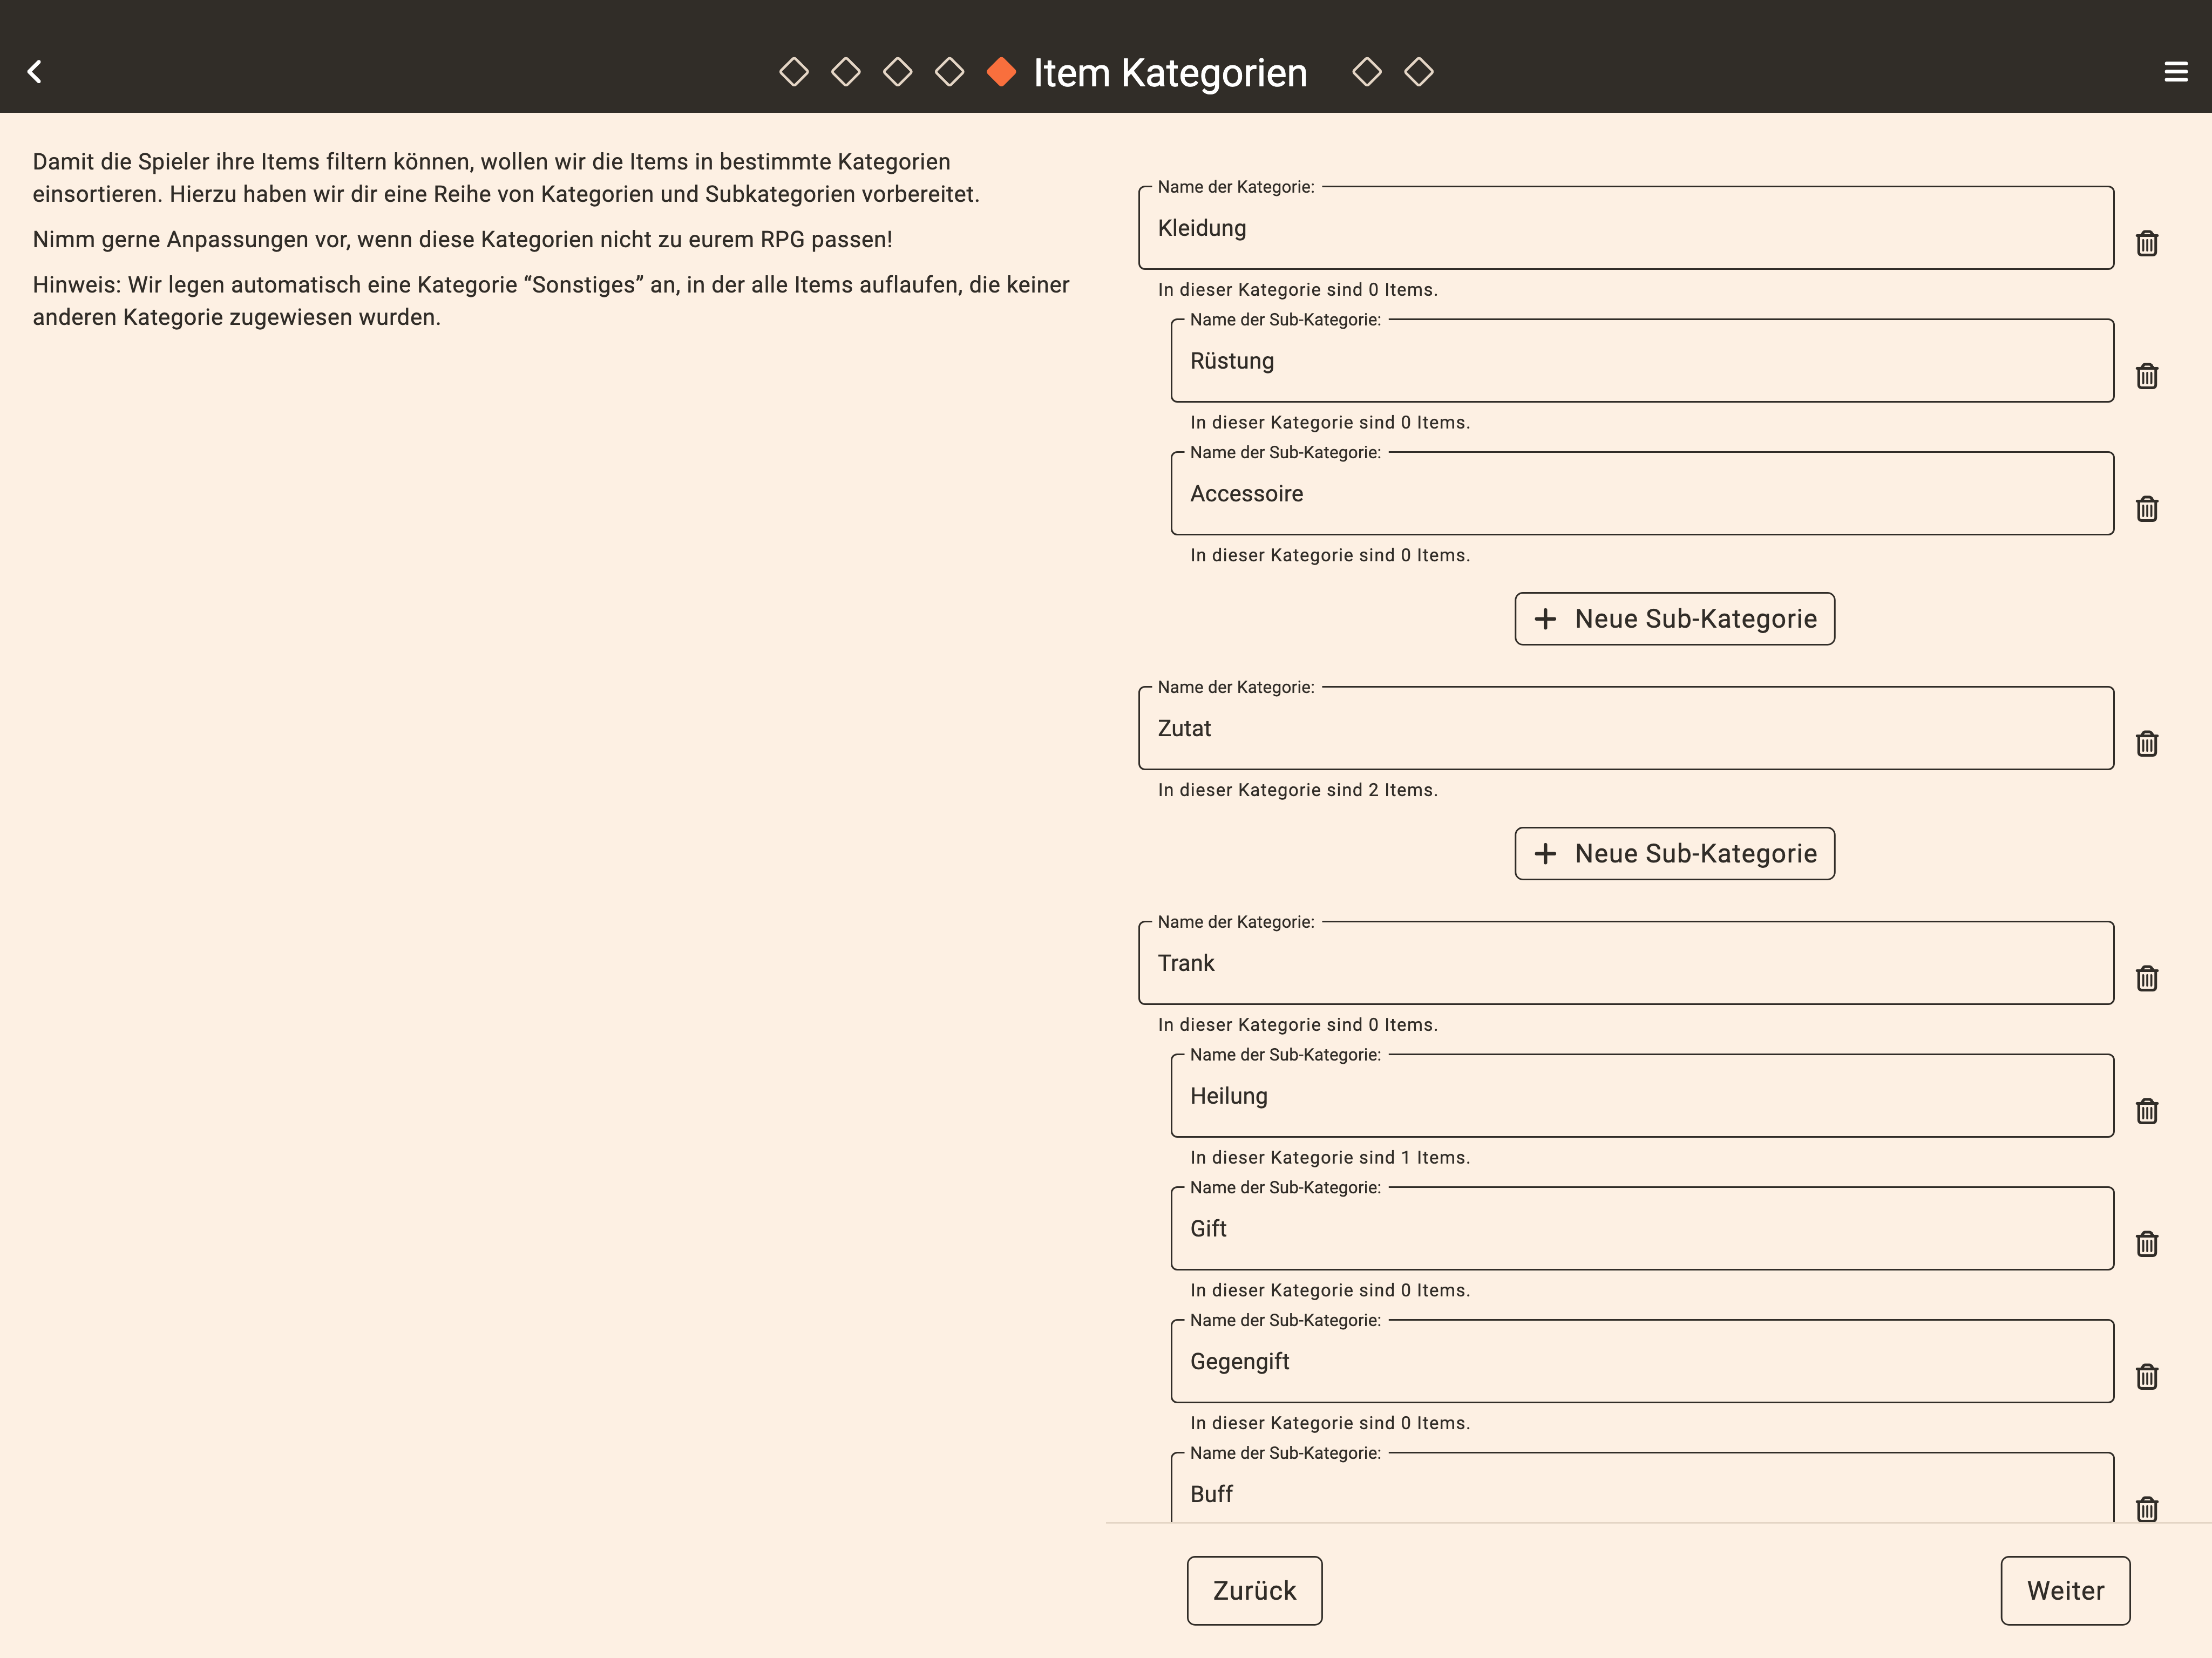 Item Kategorien
Damit die Spieler ihre Items filtern können, wollen wir die Items in bestimmte Kategorien
einsortieren. Hierzu haben wir dir eine Reihe von Kategorien und Subkategorien vorbereitet.
Nimm gerne Anpassungen vor, wenn diese Kategorien nicht zu eurem RPG passen!
Hinweis: Wir legen automatisch eine Kategorie “Sonstiges” an, in der alle Items auflaufen, die keiner
anderen Kategorie zugewiesen wurden.
Name der Kategorie:
Kleidung
In dieser Kategorie sind 0 Items.
Name der Sub-Kategorie:
Rüstung
In dieser Kategorie sind 0 Items.
Name der Sub-Kategorie:
Accessoire
In dieser Kategorie sind 0 Items.
+ Neue Sub-Kategorie
Name der Kategorie:
Zutat
In dieser Kategorie sind 2 Items.
+ Neue Sub-Kategorie
Name der Kategorie:
Trank
In dieser Kategorie sind 0 Items.
Name der Sub-Kategorie:
Heilung
In dieser Kategorie sind 1 Items.
Name der Sub-Kategorie:
Gift
In dieser Kategorie sind 0 Items.
Name der Sub-Kategorie:
Gegengift
In dieser Kategorie sind 0 Items.
Name der Sub-Kategorie:
Buff
Zurück
Weiter